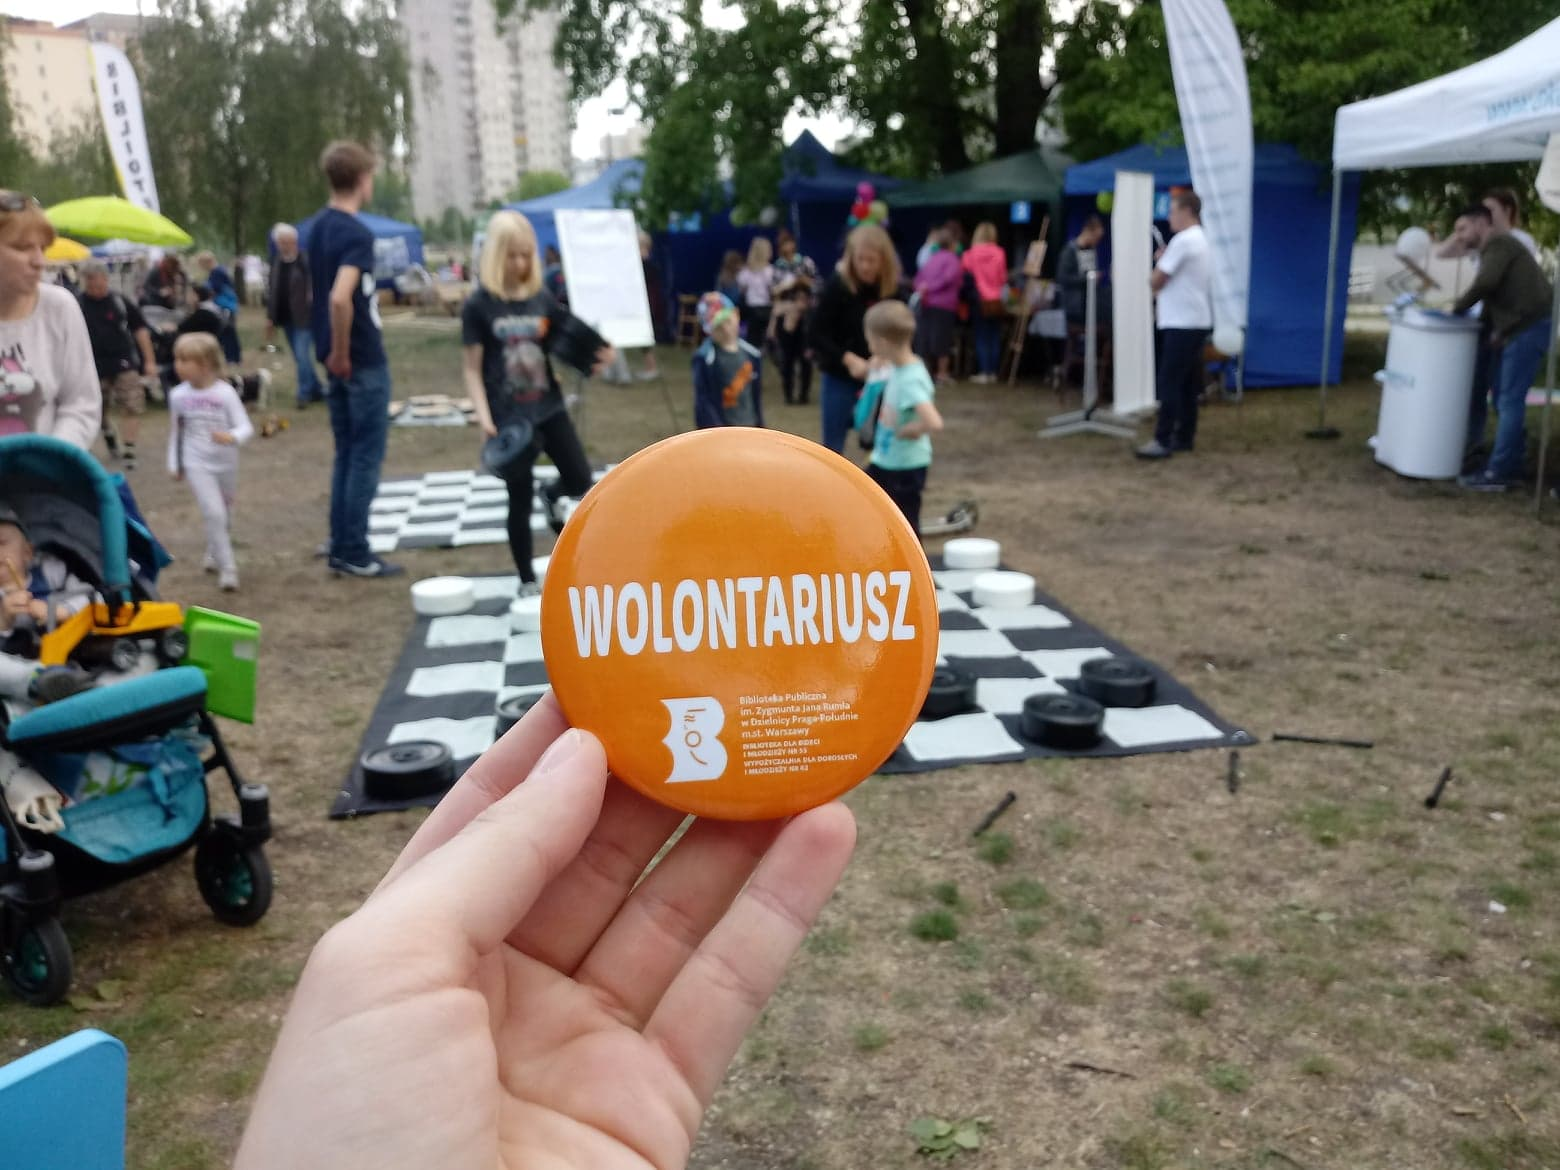 BIBLIOT
WOLONTARIUSZ
Biblioteka Publiczna
im. Zygmunta Jana Rumla
w Dzielnicy Praga-Południe
m.st. Warszawy
BIBLIOTEKA DLA DZIECI
I MŁODZIEŻY NR 55
WYPOŻYCZALNIA DLA DOROSŁYCH
I MŁODZIEŻY NR 42